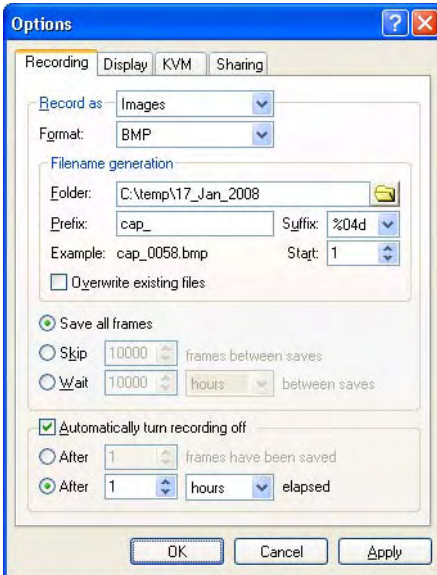 Options
Recording Display KVM Sharing
Record as Images
Format: BMP
Filename generation
Folder: C:\temp\17_Jan_2008
Prefix: cap_ Suffix: %04d
Example: cap_0058.bmp Start: 1
Overwrite existing files
Save all frames
Skip 10000 frames between saves
Wait 10000 hours between saves
Automatically turn recording off
After 1 frames have been saved
After 1 hours elapsed
OK Cancel Apply